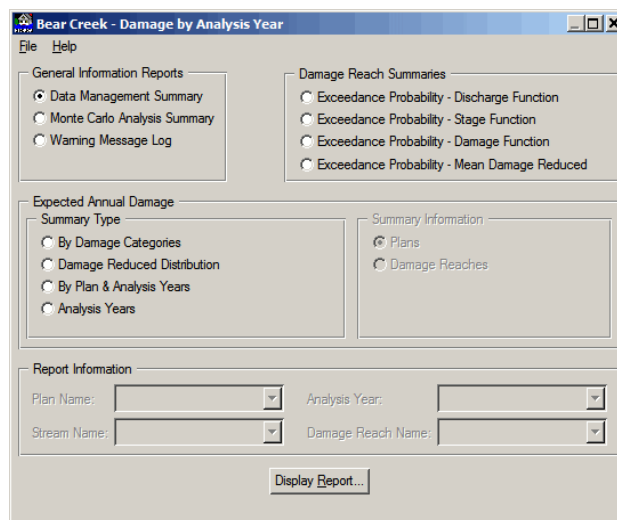 Bear Creek - Damage by Analysis Year
File Help
General Information Reports
Data Management Summary
Monte Carlo Analysis Summary
Warning Message Log
Damage Reach Summaries
Exceedance Probability - Discharge Function
Exceedance Probability - Stage Function
Exceedance Probability - Damage Function
Exceedance Probability - Mean Damage Reduced
Expected Annual Damage
Summary Type
By Damage Categories
Damage Reduced Distribution
By Plan & Analysis Years
Analysis Years
Summary Information
Plans
Damage Reaches
Report Information
Plan Name: Analysis Year:
Stream Name: Damage Reach Name:
Display Report...